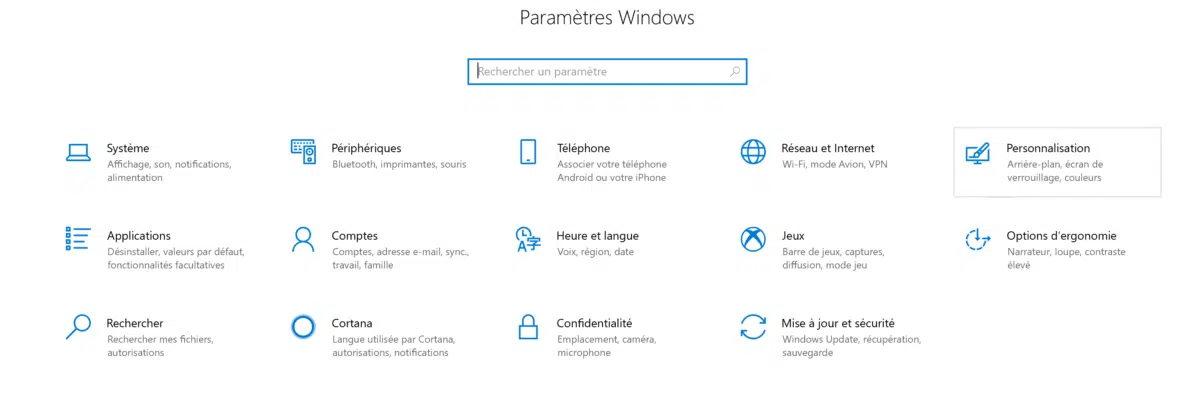 Paramètres Windows
Rechercher un paramètre
Système
Affichage, son, notifications,
alimentation
Périphériques
Bluetooth, imprimantes, souris
Téléphone
Associer votre téléphone
Android ou votre iPhone
Réseau et Internet
Wi-Fi, mode Avion, VPN
Personnalisation
Arrière-plan, écran de
verrouillage, couleurs
Applications
Désinstaller, valeurs par défaut,
fonctionnalités facultatives
Comptes
Comptes, adresse e-mail, sync.,
travail, famille
Heure et langue
Voix, région, date
Jeux
Barre de jeux, captures,
diffusion, mode jeu
Options d'ergonomie
Narrateur, loupe, contraste
élevé
Rechercher
Rechercher mes fichiers,
autorisations
Cortana
Langue utilisée par Cortana,
autorisations, notifications
Confidentialité
Emplacement, caméra,
microphone
Mise à jour et sécurité
Windows Update, récupération,
sauvegarde